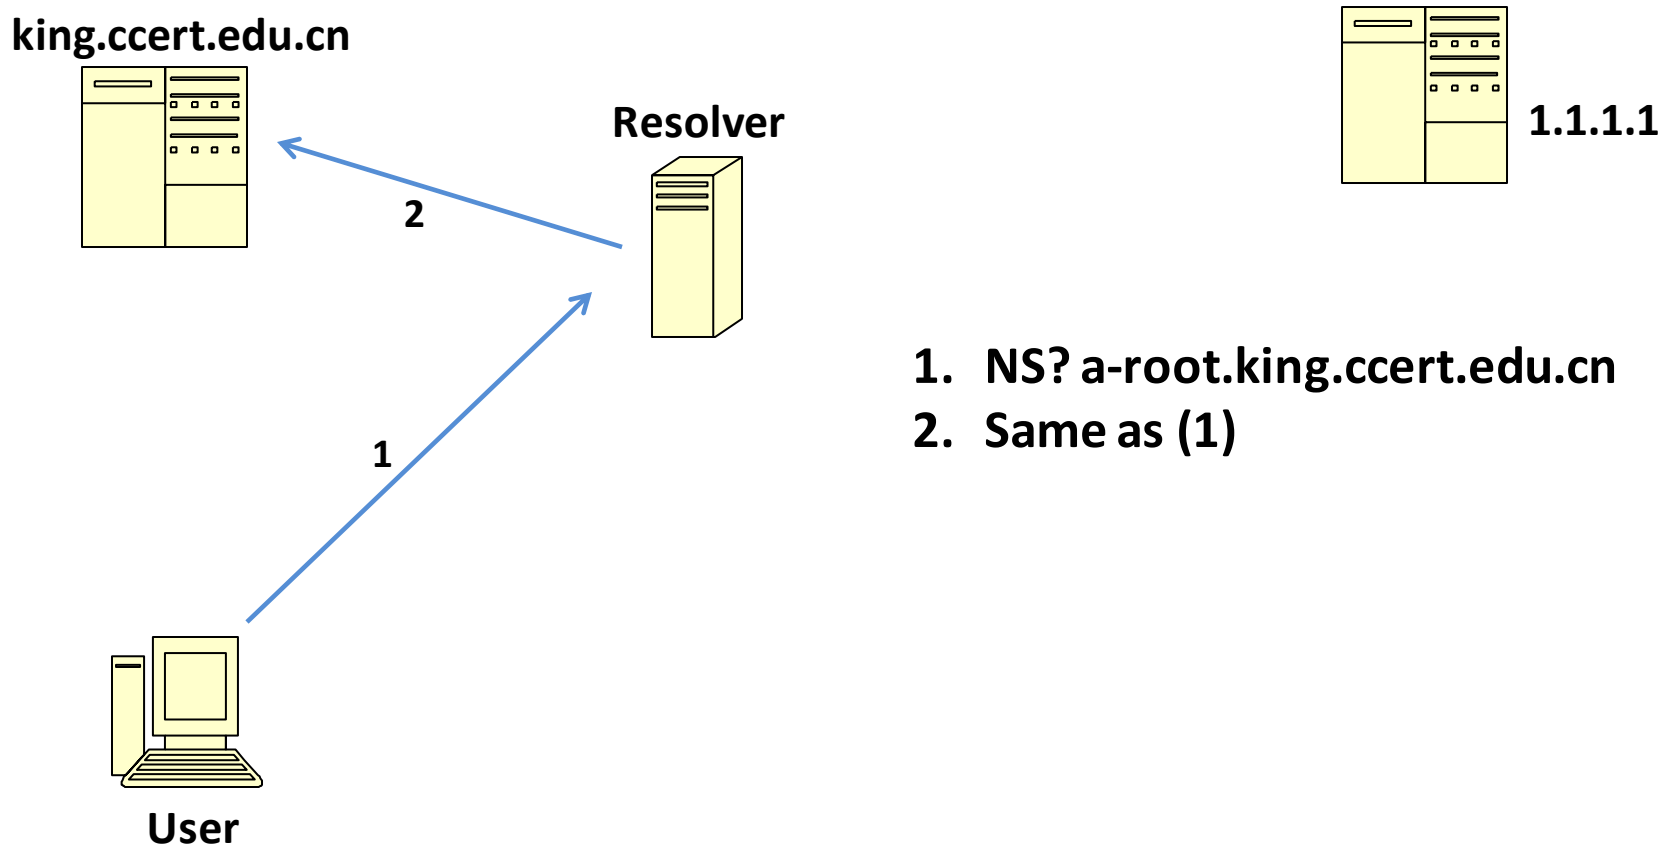 king.ccert.edu.cn
Resolver
1.1.1.1
2
1
1. NS? a-root.king.ccert.edu.cn
2. Same as (1)
User